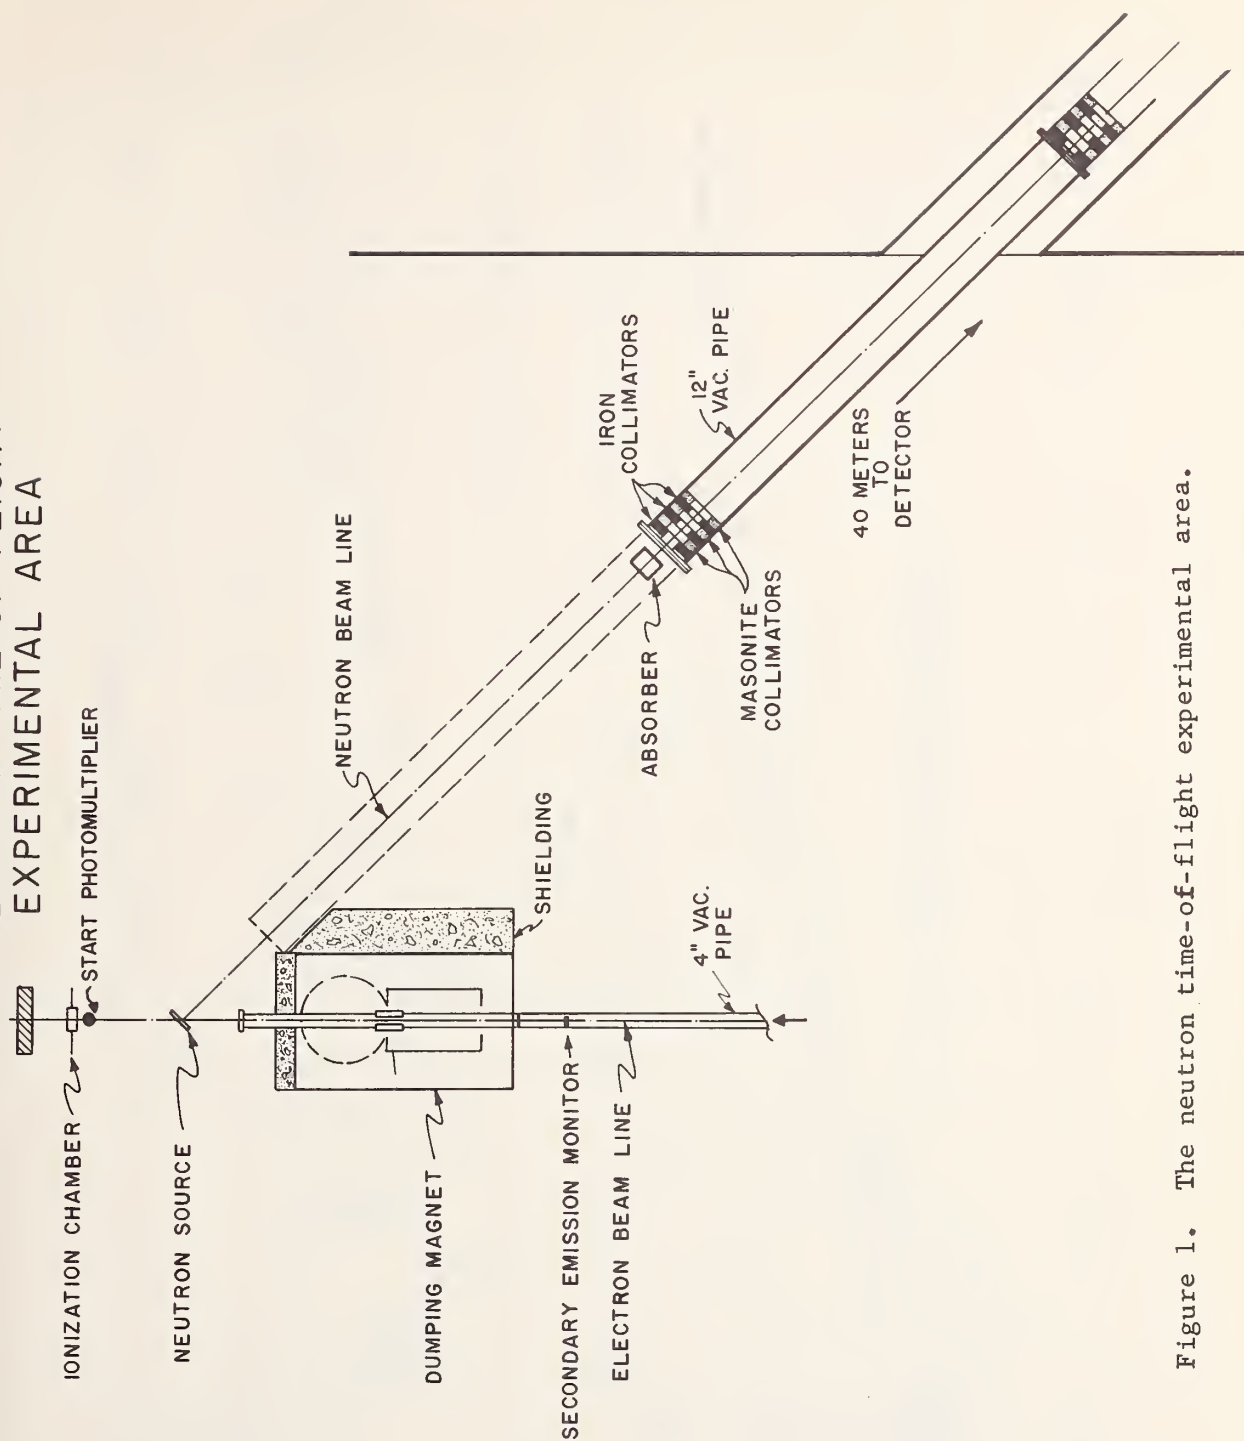 EXPERIMENTAL AREA
IONIZATION CHAMBER
START PHOTOMULTIPLIER
NEUTRON SOURCE
NEUTRON BEAM LINE
DUMPING MAGNET
SHIELDING
SECONDARY EMISSION MONITOR
ELECTRON BEAM LINE
4" VAC.
PIPE
IRON
COLLIMATORS
ABSORBER
MASONITE
COLLIMATORS
12"
VAC. PIPE
40 METERS
TO
DETECTOR
Figure 1. The neutron time-of-flight experimental area.